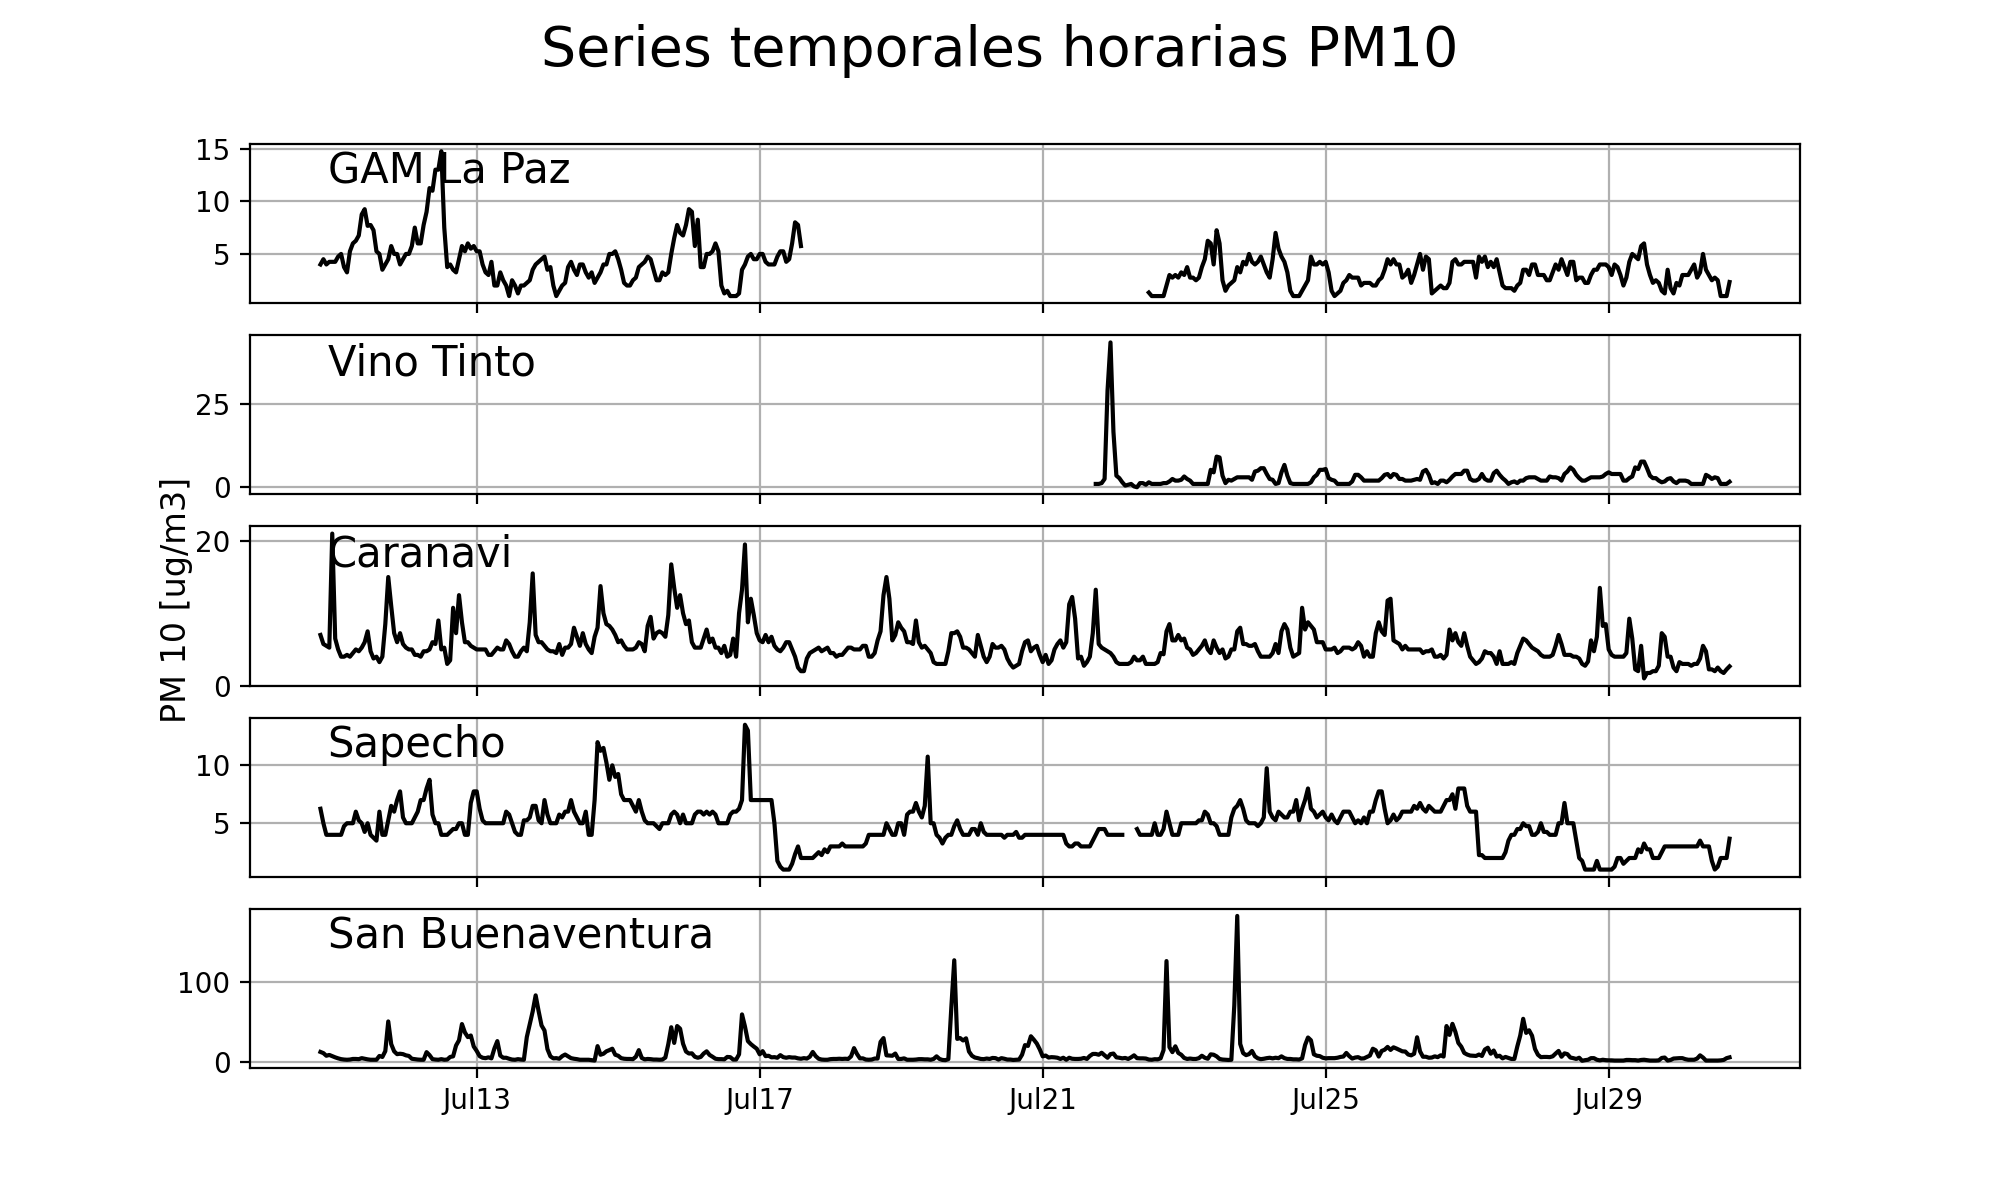 Series temporales horarias PM10
PM 10 [ug/m3]
GAM La Paz
15
10
5
Vino Tinto
25
0
Caranavi
20
0
Sapecho
10
5
San Buenaventura
100
0
Jul13 Jul17 Jul21 Jul25 Jul29